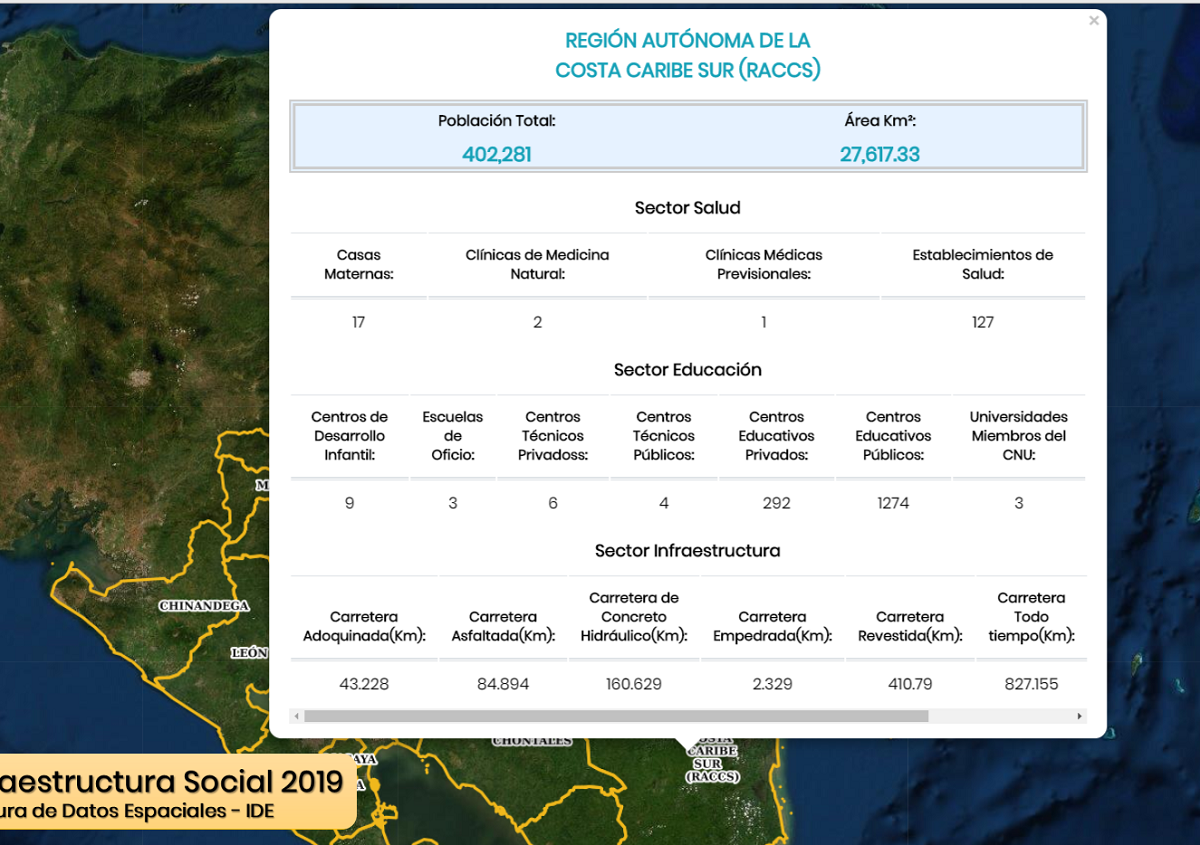 ×
REGIÓN AUTÓNOMA DE LA
COSTA CARIBE SUR (RACCS)
Población Total: Área Km²:
402,281 27,617.33
Sector Salud
Casas Clínicas de Medicina Clínicas Médicas Establecimientos de
Maternas: Natural: Previsionales: Salud:
17 2 1 127
Sector Educación
Centros de Escuelas Centros Centros Centros Centros Universidades
Desarrollo de Técnicos Técnicos Educativos Educativos Miembros del
Infantil: Oficio: Privadoss: Públicos: Privados: Públicos: CNU:
9 3 6 4 292 1274 3
Sector Infraestructura
Carretera de Carretera
Carretera Carretera Concreto Carretera Carretera Todo
Adoquinada(Km): Asfaltada(Km): Hidráulico(Km): Empedrada(Km): Revestida(Km): tiempo(Km):
43.228 84.894 160.629 2.329 410.79 827.155
CHINANDEGA
LEÓN
CHONTALES
COSTA
CARIBE
SUR
(RACCS)
aestructura Social 2019
ura de Datos Espaciales - IDE